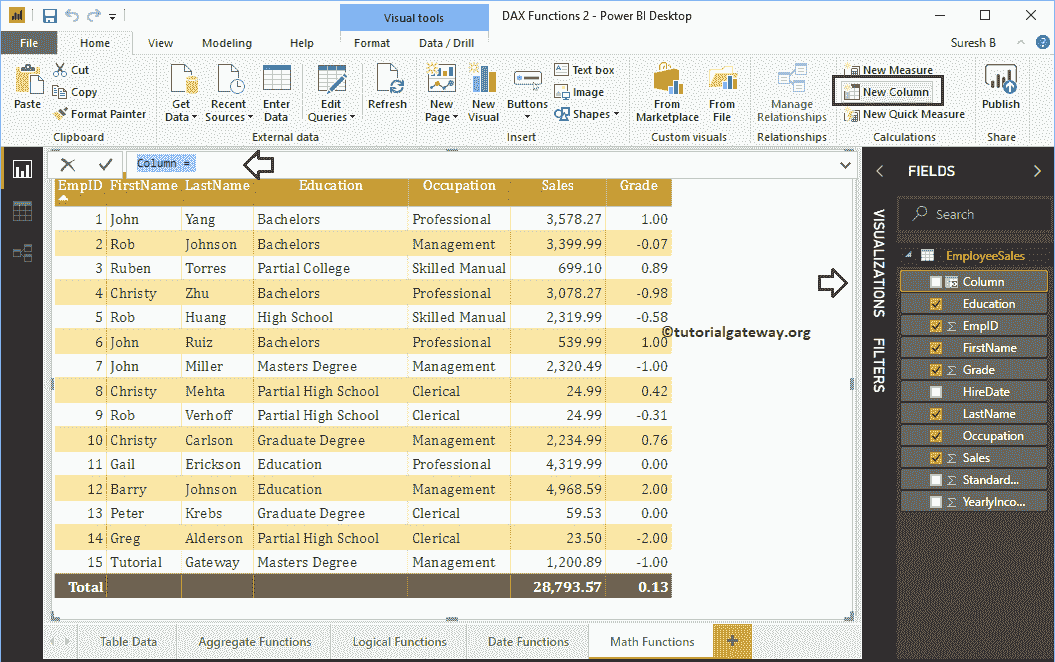 Visual tools
DAX Functions 2 - Power BI Desktop
File Home View Modeling Help Format Data / Drill Suresh B
Paste
Cut
Copy
Format Painter
Clipboard
Get Data
Recent Sources
Enter Data
Edit Queries
External data
Refresh
New Page
New Visual
Buttons
Text box
Image
Shapes
Insert
From Marketplace
From File
Custom visuals
Manage Relationships
Relationships
New Measure
New Column
New Quick Measure
Calculations
Publish
Share
Column =
EmpID FirstName LastName Education Occupation Sales Grade
1 John Yang Bachelors Professional 3,578.27 1.00
2 Rob Johnson Bachelors Management 3,399.99 -0.07
3 Ruben Torres Partial College Skilled Manual 699.10 0.89
4 Christy Zhu Bachelors Professional 3,078.27 -0.98
5 Rob Huang High School Skilled Manual 2,319.99 -0.58
6 John Ruiz Bachelors Professional 539.99 1.00
7 John Miller Masters Degree Management 2,320.49 -1.00
8 Christy Mehta Partial High School Clerical 24.99 0.42
9 Rob Verhoff Partial High School Clerical 24.99 -0.31
10 Christy Carlson Graduate Degree Management 2,234.99 0.76
11 Gail Erickson Education Professional 4,319.99 0.00
12 Barry Johnson Education Management 4,968.59 2.00
13 Peter Krebs Graduate Degree Clerical 59.53 0.00
14 Greg Alderson Partial High School Clerical 23.50 -2.00
15 Tutorial Gateway Masters Degree Management 1,200.89 -1.00
Total 28,793.57 0.13
©tutorialgateway.org
VISUALIZATIONS
FILTERS
FIELDS
Search
EmployeeSales
Column
Education
Σ EmpID
FirstName
Σ Grade
HireDate
LastName
Occupation
Σ Sales
Σ Standard...
Σ YearlyInco...
Table Data Aggregate Functions Logical Functions Date Functions Math Functions +